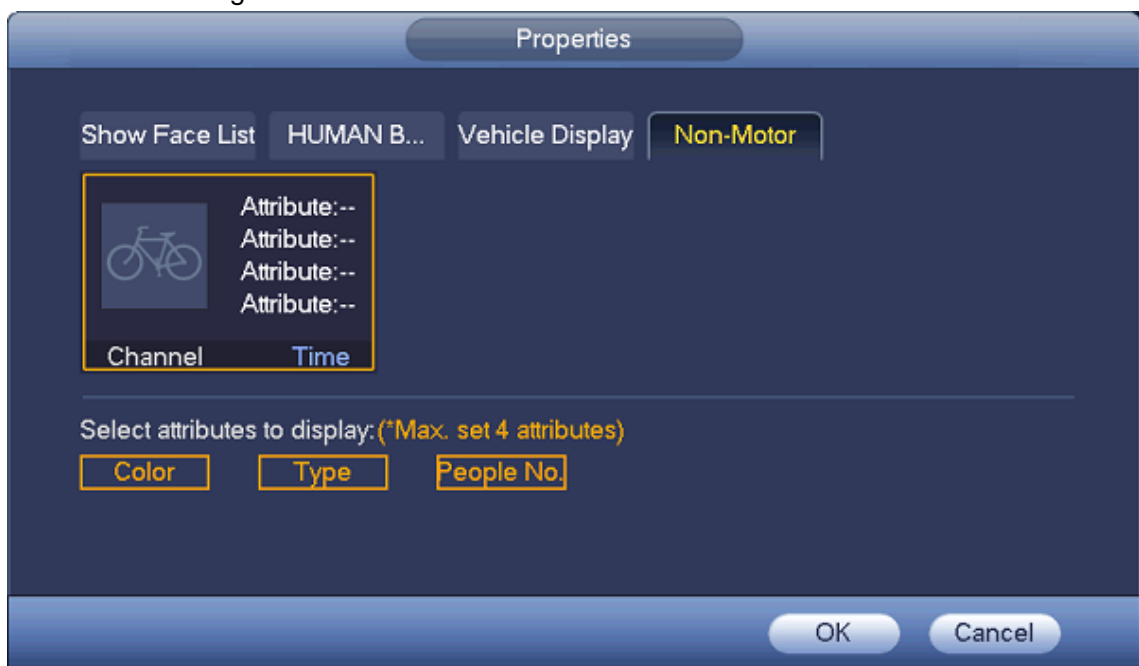 Properties
Show Face List HUMAN B... Vehicle Display Non-Motor
Attribute:--
Attribute:--
Attribute:--
Attribute:--
Channel Time
Select attributes to display:(*Max. set 4 attributes)
Color Type People No.
OK Cancel